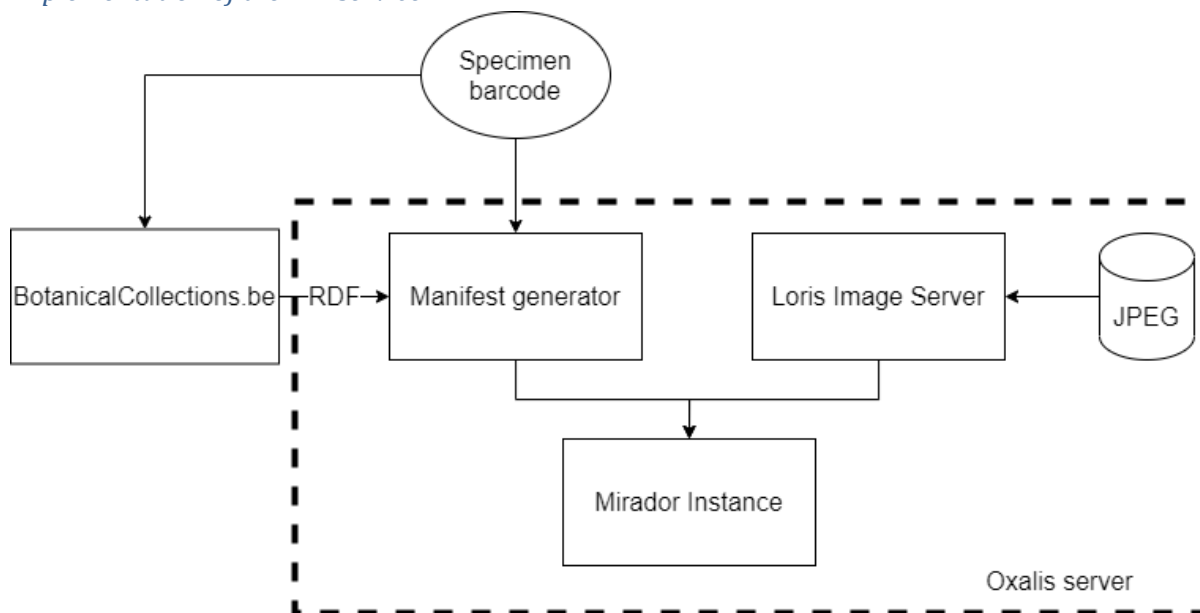 Specimen
barcode
BotanicalCollections.be
RDF
Manifest generator
Loris Image Server
JPEG
Mirador Instance
Oxalis server